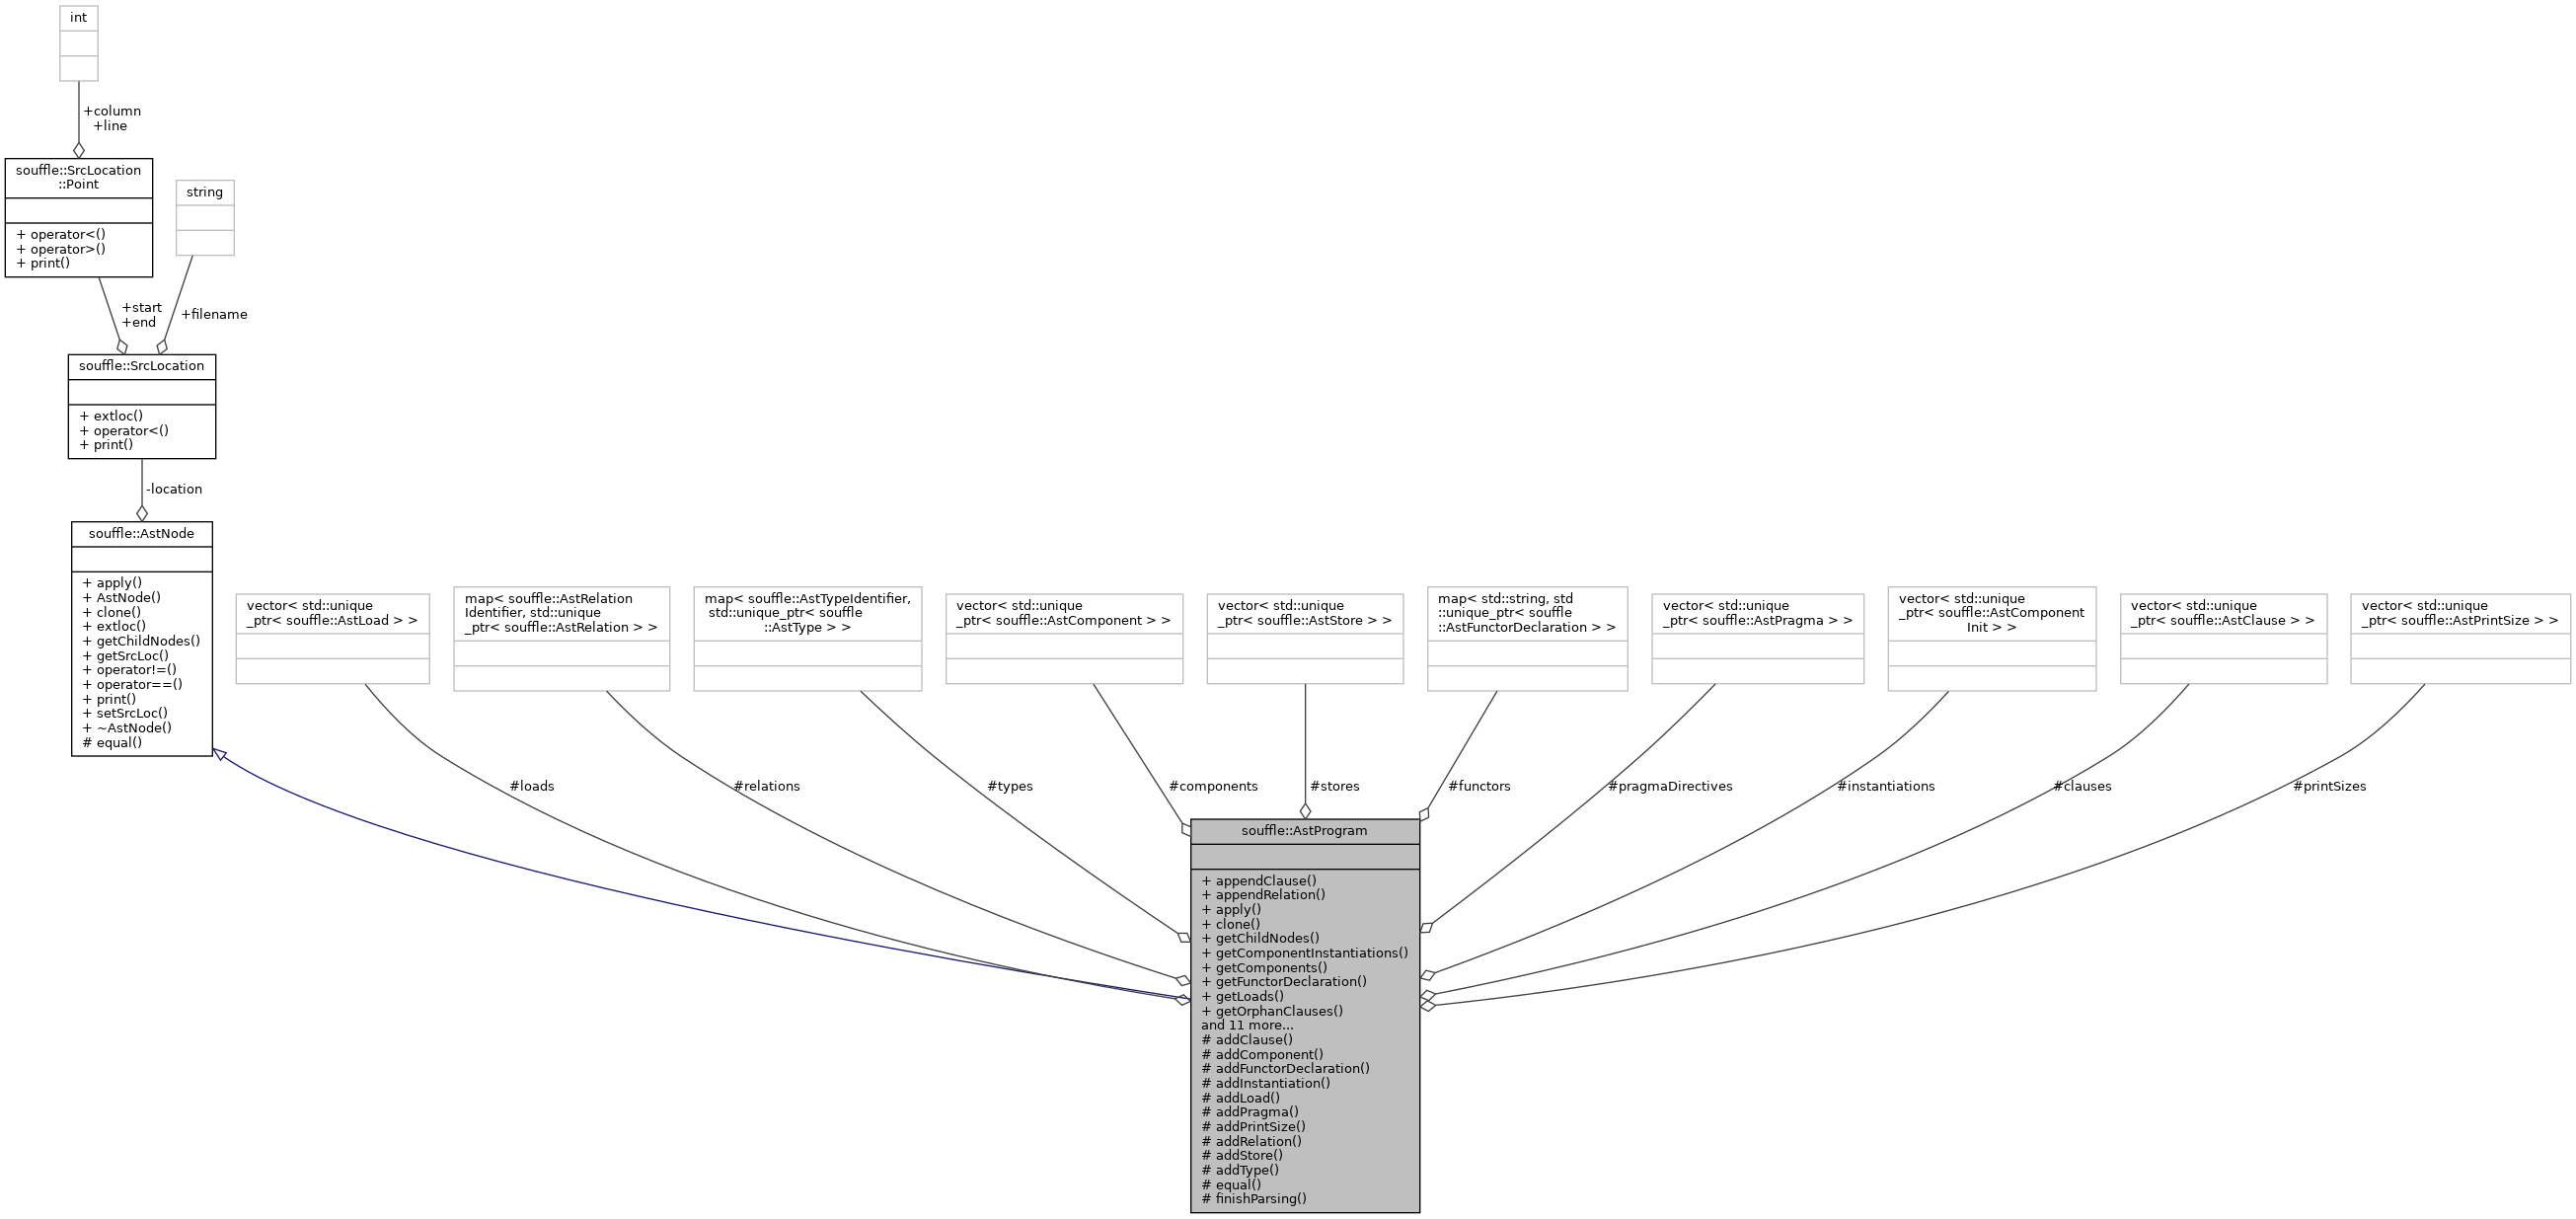 int
+column
+line
souffle::SrcLocation
::Point
+ operator<()
+ operator>()
+ print()
string
+start
+end
+filename
souffle::SrcLocation
+ extloc()
+ operator<()
+ print()
-location
souffle::AstNode
+ apply()
+ AstNode()
+ clone()
+ extloc()
+ getChildNodes()
+ getSrcLoc()
+ operator!=()
+ operator==()
+ print()
+ setSrcLoc()
+ ~AstNode()
# equal()
vector< std::unique
_ptr< souffle::AstLoad > >
map< souffle::AstRelation
Identifier, std::unique
_ptr< souffle::AstRelation > >
map< souffle::AstTypeIdentifier,
std::unique_ptr< souffle
::AstType > >
vector< std::unique
_ptr< souffle::AstComponent > >
vector< std::unique
_ptr< souffle::AstStore > >
map< std::string, std
::unique_ptr< souffle
::AstFunctorDeclaration > >
vector< std::unique
_ptr< souffle::AstPragma > >
vector< std::unique
_ptr< souffle::AstComponent
Init > >
vector< std::unique
_ptr< souffle::AstClause > >
vector< std::unique
_ptr< souffle::AstPrintSize > >
#loads
#relations
#types
#components
#stores
#functors
#pragmaDirectives
#instantiations
#clauses
#printSizes
souffle::AstProgram
+ appendClause()
+ appendRelation()
+ apply()
+ clone()
+ getChildNodes()
+ getComponentInstantiations()
+ getComponents()
+ getFunctorDeclaration()
+ getLoads()
+ getOrphanClauses()
and 11 more...
# addClause()
# addComponent()
# addFunctorDeclaration()
# addInstantiation()
# addLoad()
# addPragma()
# addPrintSize()
# addRelation()
# addStore()
# addType()
# equal()
# finishParsing()